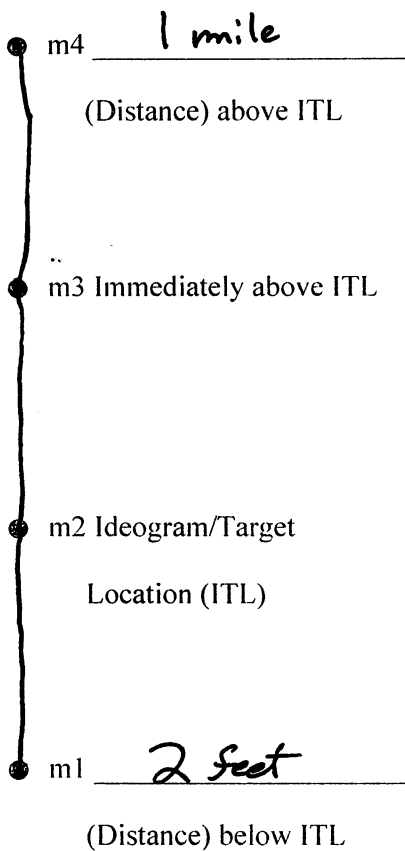 m4 1 mile
(Distance) above ITL
m3 Immediately above ITL
m2 Ideogram/Target
Location (ITL)
m1 2 feet
(Distance) below ITL